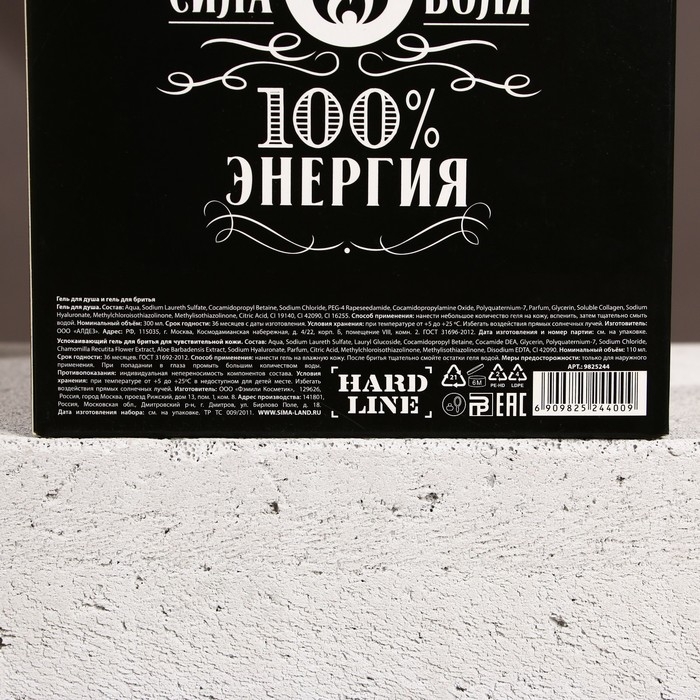 СИЛА ВОЛЯ
100%
ЭНЕРГИЯ
Гель для душа и гель для бритья
Гель для душа. Состав: Aqua, Sodium Laureth Sulfate, Cocamidopropyl Betaine, Sodium Chloride, PEG-4 Rapeseedamide, Cocamidopropylamine Oxide, Polyquaternium-7, Parfum, Glycerin, Soluble Collagen, Sodium
Hyaluronate, Methylchloroisothiazolinone, Methylisothiazolinone, Citric Acid, CI 19140, CI 42090, CI 16255. Способ применения: нанести небольшое количество геля на кожу, вспенить, затем тщательно смыть
водой. Номинальный объём: 300 мл. Срок годности: 36 месяцев с даты изготовления. Условия хранения: при температуре от +5 до +25 °С. Избегать воздействия прямых солнечных лучей. Изготовитель:
ООО «АЛДЕЗ». Адрес: РФ, 115035, г. Москва, Космодамианская набережная, д. 4/22, корп. Б, помещение VIII, комн. 2. ГОСТ 31696-2012. Дата изготовления и номер партии: см. на упаковке.
Успокаивающий гель для бритья для чувствительной кожи. Состав: Aqua, Sodium Laureth Sulfate, Lauryl Glucoside, Cocamidopropyl Betaine, Cocamide DEA, Glycerin, Polyquaternium-7, Sodium Chloride,
Chamomilla Recutita Flower Extract, Aloe Barbadensis Extract, Sodium Hyaluronate, Parfum, Citric Acid, Methylchloroisothiazolinone, Methylisothiazolinone, Disodium EDTA, CI 42090. Номинальный объём: 110 мл.
Срок годности: 36 месяцев. ГОСТ 31692-2012. Способ применения: нанести гель на влажную кожу. После бритья тщательно смойте остатки геля водой. Меры предосторожности: только для наружного
применения. При попадании в глаза промыть большим количеством воды.
Противопоказания: индивидуальная непереносимость компонентов состава. Условия
хранения: при температуре от +5 до +25°С в недоступном для детей месте. Избегать
воздействия прямых солнечных лучей. Изготовитель: ООО «Фэмили Косметик», 129626,
Россия, город Москва, проезд Рижский, дом 13, пом. 1, ком. 8. Адрес производства: 141801,
Россия, Московская обл., Дмитровский р-н, г. Дмитров, ул. Бирлово Поле, д. 18.
Дата изготовления набора: см. на упаковке. ТР ТС 009/2011. WWW.SIMA-LAND.RU
HARD
LINE
21
6M
PE-HD
LDPE
EAC
АРТ.: 9825244
6 909825 244009